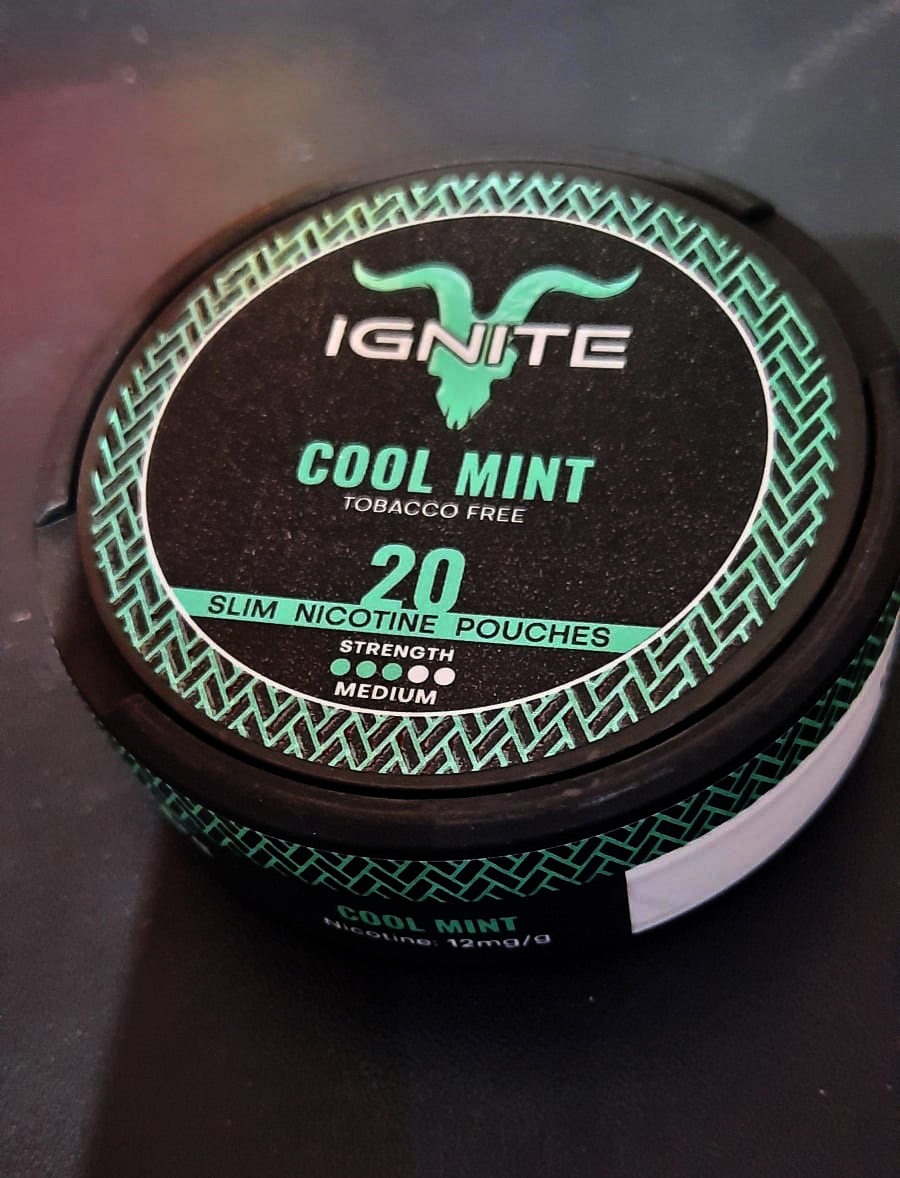 IGNITE
COOL MINT
TOBACCO FREE
20
SLIM NICOTINE POUCHES
STRENGTH
MEDIUM
COOL MINT
Nicotine: 12mg/g